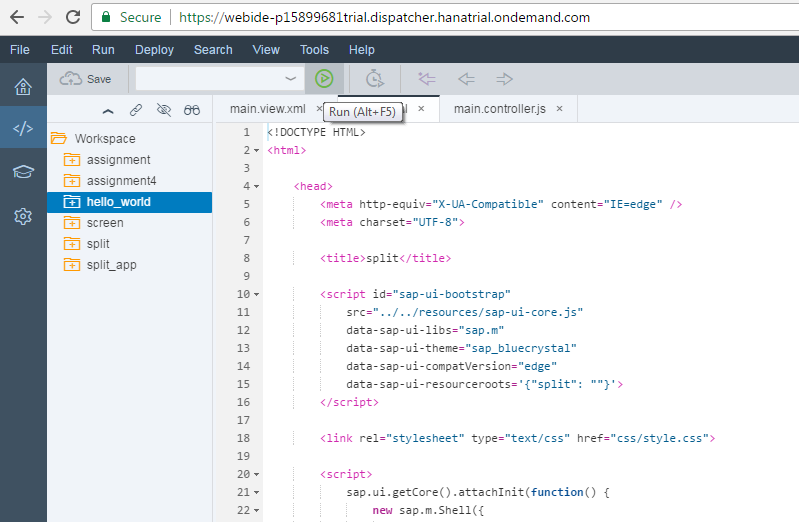 Secure https://webide-p15899681trial.dispatcher.hanatrial.ondemand.com
File Edit Run Deploy Search View Tools Help
Save
main.view.xml × × main.controller.js ×
Run (Alt+F5)
Workspace
assignment
assignment4
hello_world
screen
split
split_app
1 <!DOCTYPE HTML>
2 <html>
3
4 <head>
5 <meta http-equiv="X-UA-Compatible" content="IE=edge" />
6 <meta charset="UTF-8">
7
8 <title>split</title>
9
10 <script id="sap-ui-bootstrap"
11 src="../../resources/sap-ui-core.js"
12 data-sap-ui-libs="sap.m"
13 data-sap-ui-theme="sap_bluecrystal"
14 data-sap-ui-compatVersion="edge"
15 data-sap-ui-resourceroots='{"split": ""}'>
16 </script>
17
18 <link rel="stylesheet" type="text/css" href="css/style.css">
19
20 <script>
21 sap.ui.getCore().attachInit(function() {
22 new sap.m.Shell({